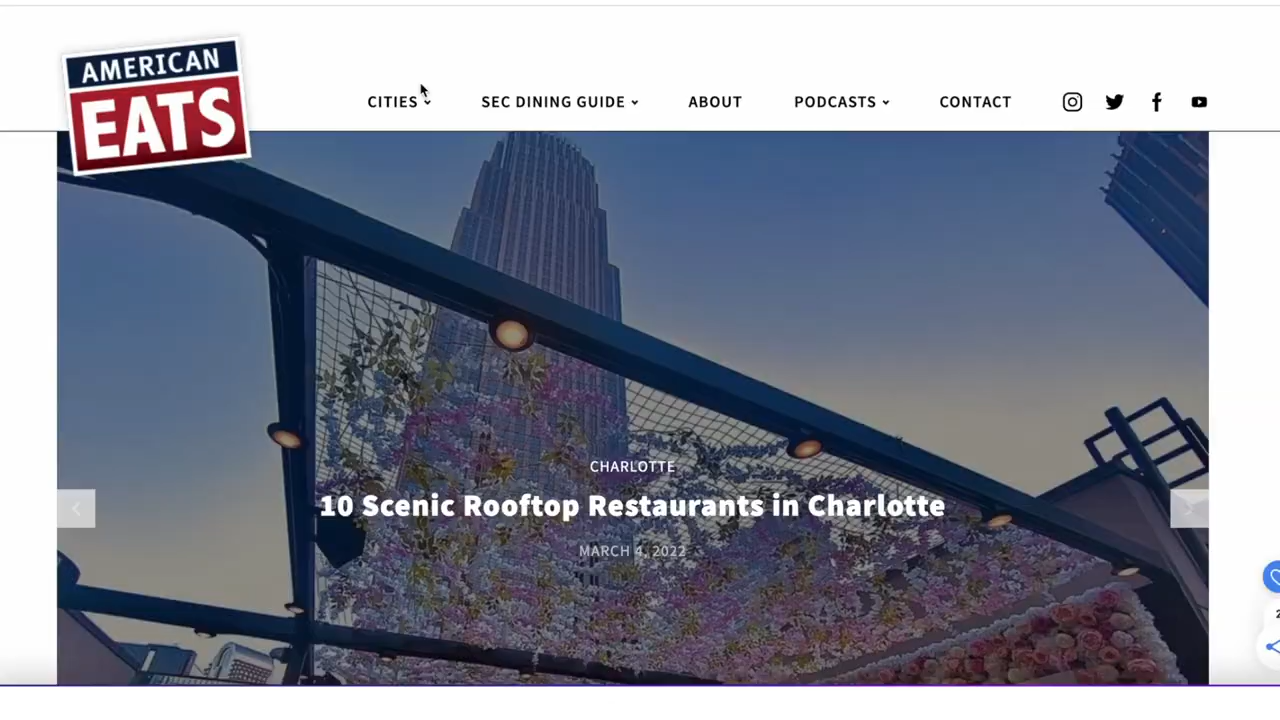 AMERICAN
EATS
CITIES
SEC DINING GUIDE
ABOUT
PODCASTS
CONTACT
CHARLOTTE
10 Scenic Rooftop Restaurants in Charlotte
MARCH 4, 2022